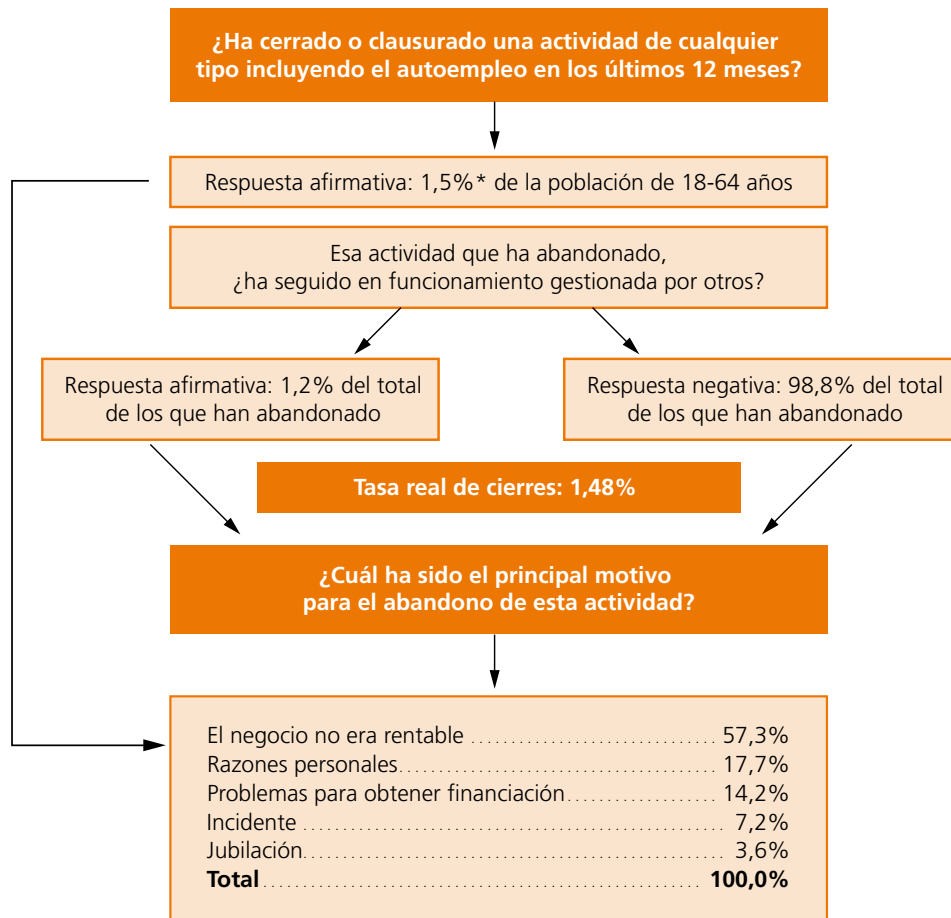 ¿Ha cerrado o clausurado una actividad de cualquier
tipo incluyendo el autoempleo en los últimos 12 meses?
Respuesta afirmativa: 1,5%* de la población de 18-64 años
Esa actividad que ha abandonado,
¿ha seguido en funcionamiento gestionada por otros?
Respuesta afirmativa: 1,2% del total
de los que han abandonado
Respuesta negativa: 98,8% del total
de los que han abandonado
Tasa real de cierres: 1,48%
¿Cuál ha sido el principal motivo
para el abandono de esta actividad?
El negocio no era rentable 57,3%
Razones personales 17,7%
Problemas para obtener financiación 14,2%
Incidente 7,2%
Jubilación 3,6%
Total 100,0%